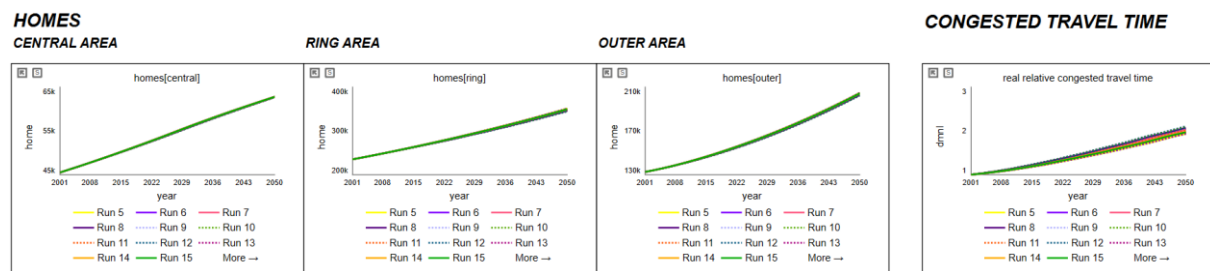 HOMES
CENTRAL AREA
RING AREA
OUTER AREA
CONGESTED TRAVEL TIME
homes[central]
65k
55k
45k
home
2001 2008 2015 2022 2029 2036 2043 2050
year
Run 5 Run 6 Run 7
Run 8 Run 9 Run 10
Run 11 Run 12 Run 13
Run 14 Run 15 More →
homes[ring]
400k
300k
200k
home
2001 2008 2015 2022 2029 2036 2043 2050
year
Run 5 Run 6 Run 7
Run 8 Run 9 Run 10
Run 11 Run 12 Run 13
Run 14 Run 15 More →
homes[outer]
210k
170k
130k
home
2001 2008 2015 2022 2029 2036 2043 2050
year
Run 5 Run 6 Run 7
Run 8 Run 9 Run 10
Run 11 Run 12 Run 13
Run 14 Run 15 More →
real relative congested travel time
3
2
1
dmnl
2001 2008 2015 2022 2029 2036 2043 2050
year
Run 5 Run 6 Run 7
Run 8 Run 9 Run 10
Run 11 Run 12 Run 13
Run 14 Run 15 More →